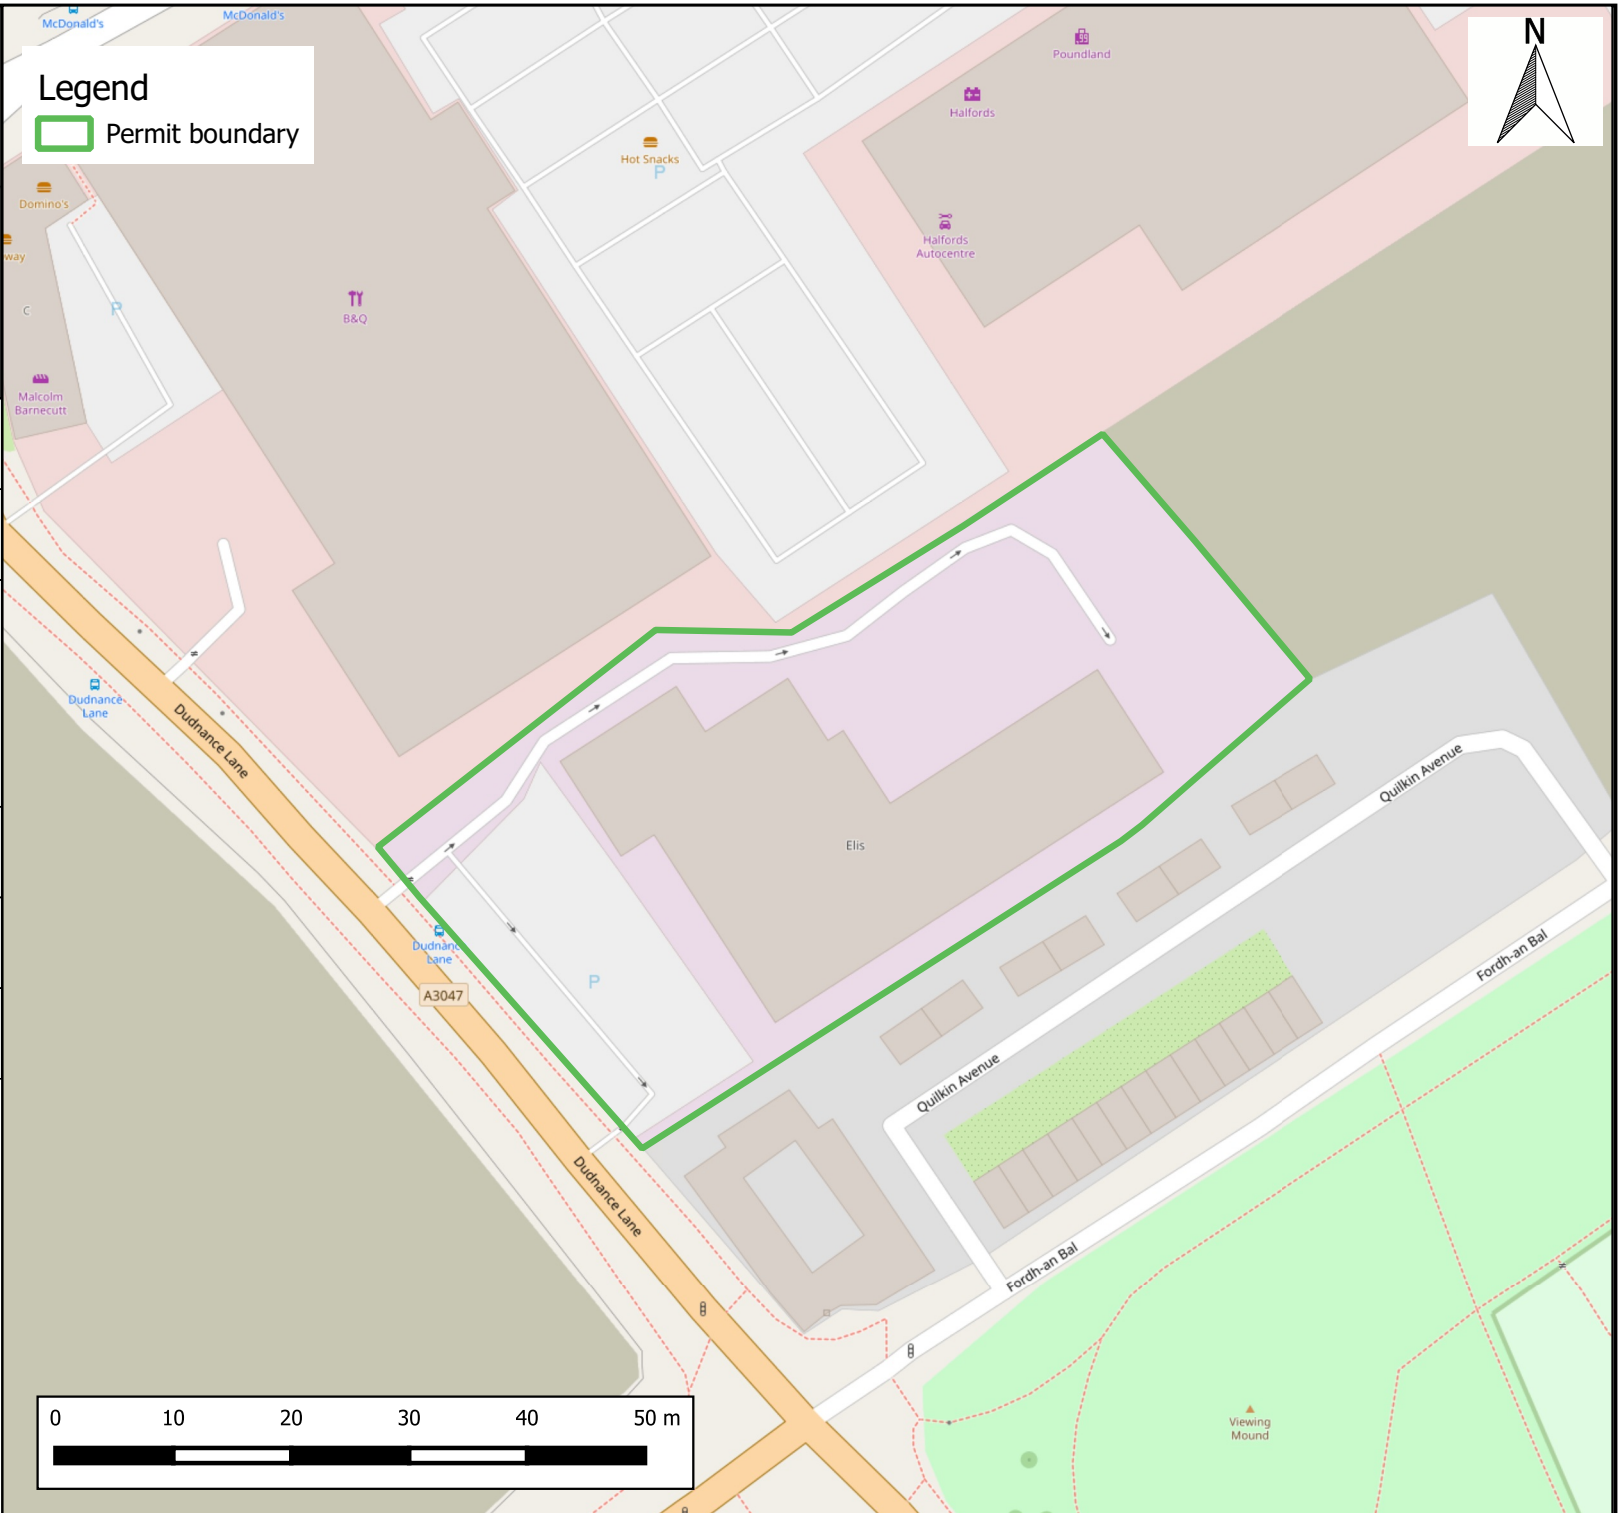 McDonald's
McDonald's
Legend
Permit boundary
N
Poundland
Halfords
Hot Snacks
P
Domino's
way
Halfords
Autocentre
C
P
B&Q
Malcolm
Barnecutt
Dudnance
Lane
Dudnance Lane
Quilkin Avenue
Elis
Dudnanc
Lane
P
A3047
Fordh-an Bal
Quilkin Avenue
Dudnance Lane
Fordh-an Bal
Viewing
Mound
0 10 20 30 40 50 m